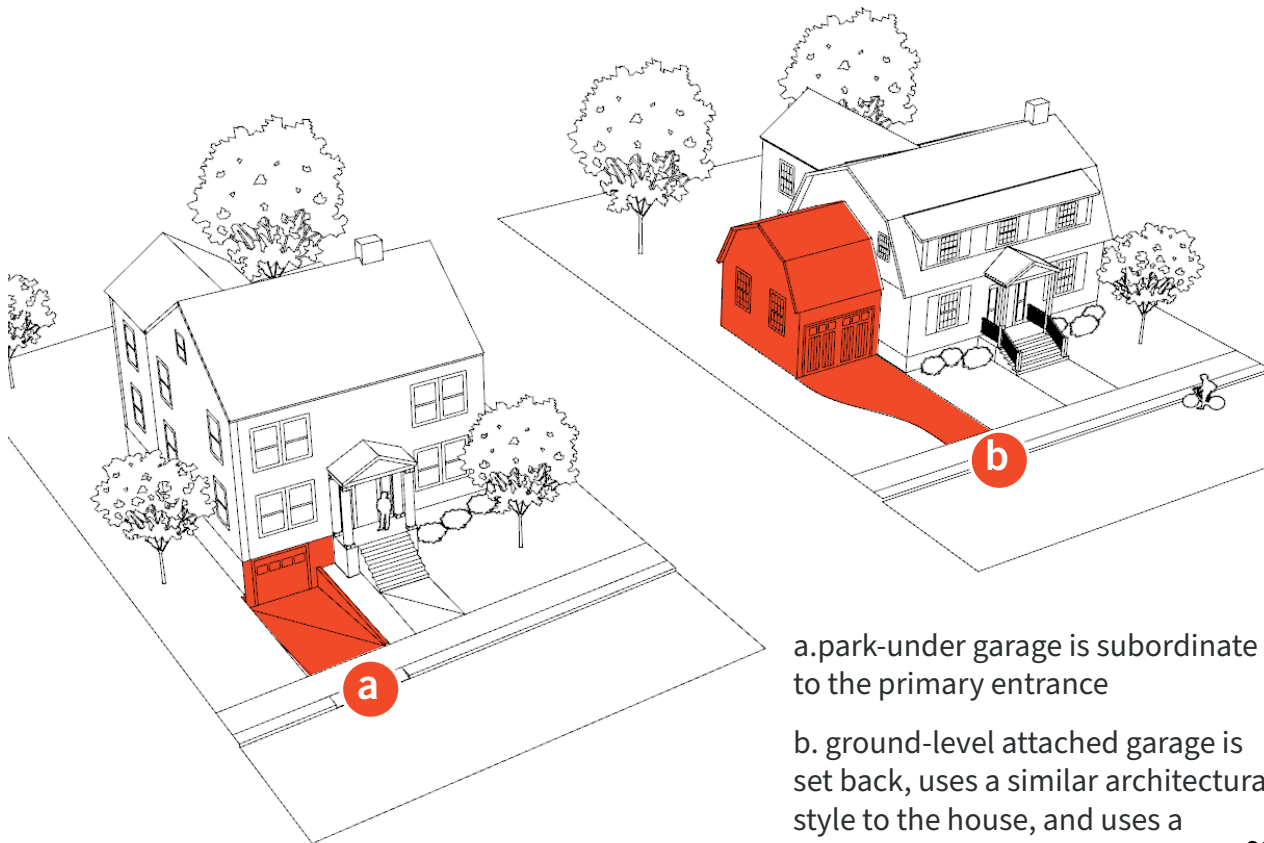 a
b
a.park-under garage is subordinate
to the primary entrance
b. ground-level attached garage is
set back, uses a similar architectura
style to the house, and uses a